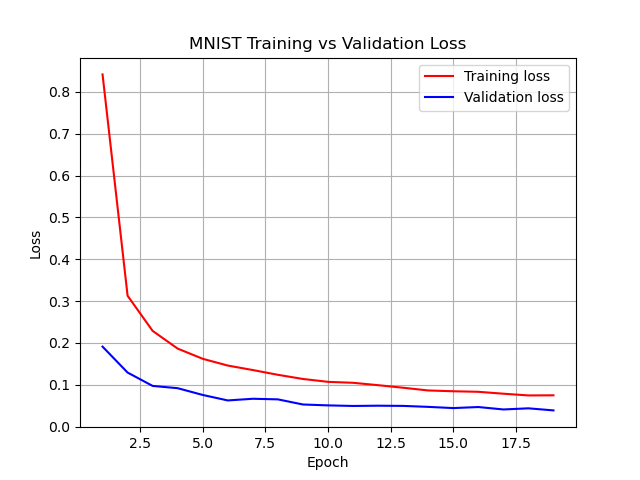 MNIST Training vs Validation Loss
Training loss
Validation loss
0.8
0.7
0.6
0.5
0.4
0.3
0.2
0.1
0.0
Loss
2.5 5.0 7.5 10.0 12.5 15.0 17.5
Epoch